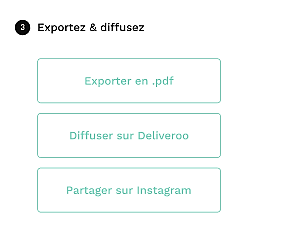 3 Exportez & diffusez
Exporter en .pdf
Diffuser sur Deliveroo
Partager sur Instagram